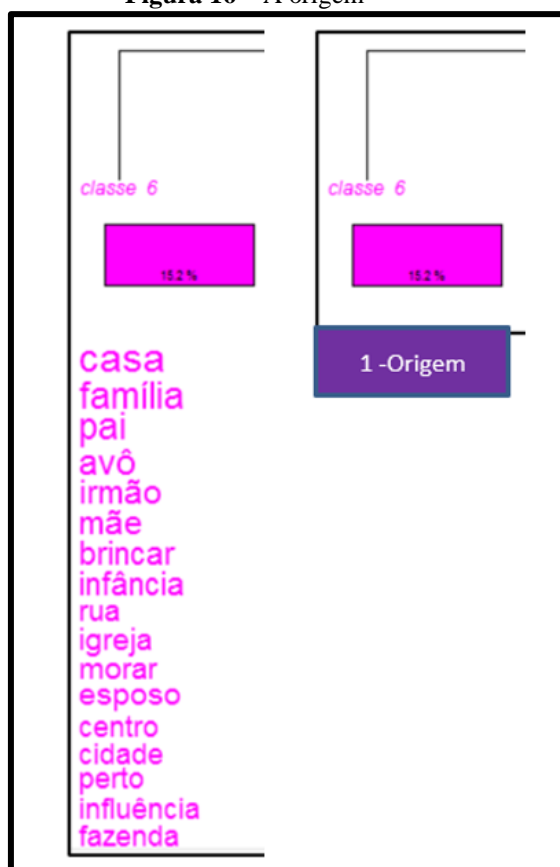 Figura 16 – A origem
classe 6
15.2 %
casa
família
pai
avô
irmão
mãe
brincar
infância
rua
igreja
morar
esposo
centro
cidade
perto
influência
fazenda
classe 6
15.2 %
1 -Origem